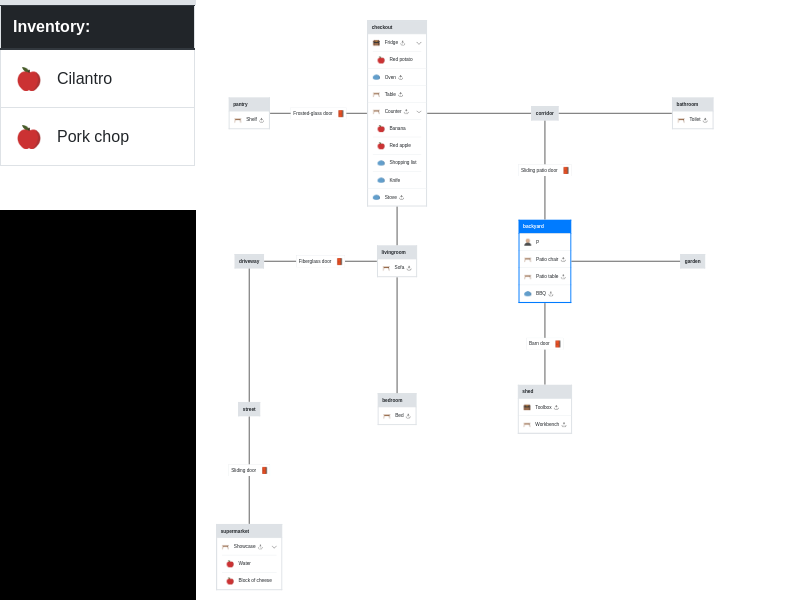 Inventory:
Cilantro
Pork chop
checkout
Fridge
Red potato
Oven
Table
Counter
Banana
Red apple
Shopping list
Knife
Stove
pantry
Shelf
Frosted-glass door
corridor
bathroom
Toilet
Sliding patio door
backyard
P
Patio chair
Patio table
BBQ
garden
driveway
Fiberglass door
livingroom
Sofa
Barn door
shed
Toolbox
Workbench
bedroom
Bed
street
Sliding door
supermarket
Showcase
Water
Block of cheese